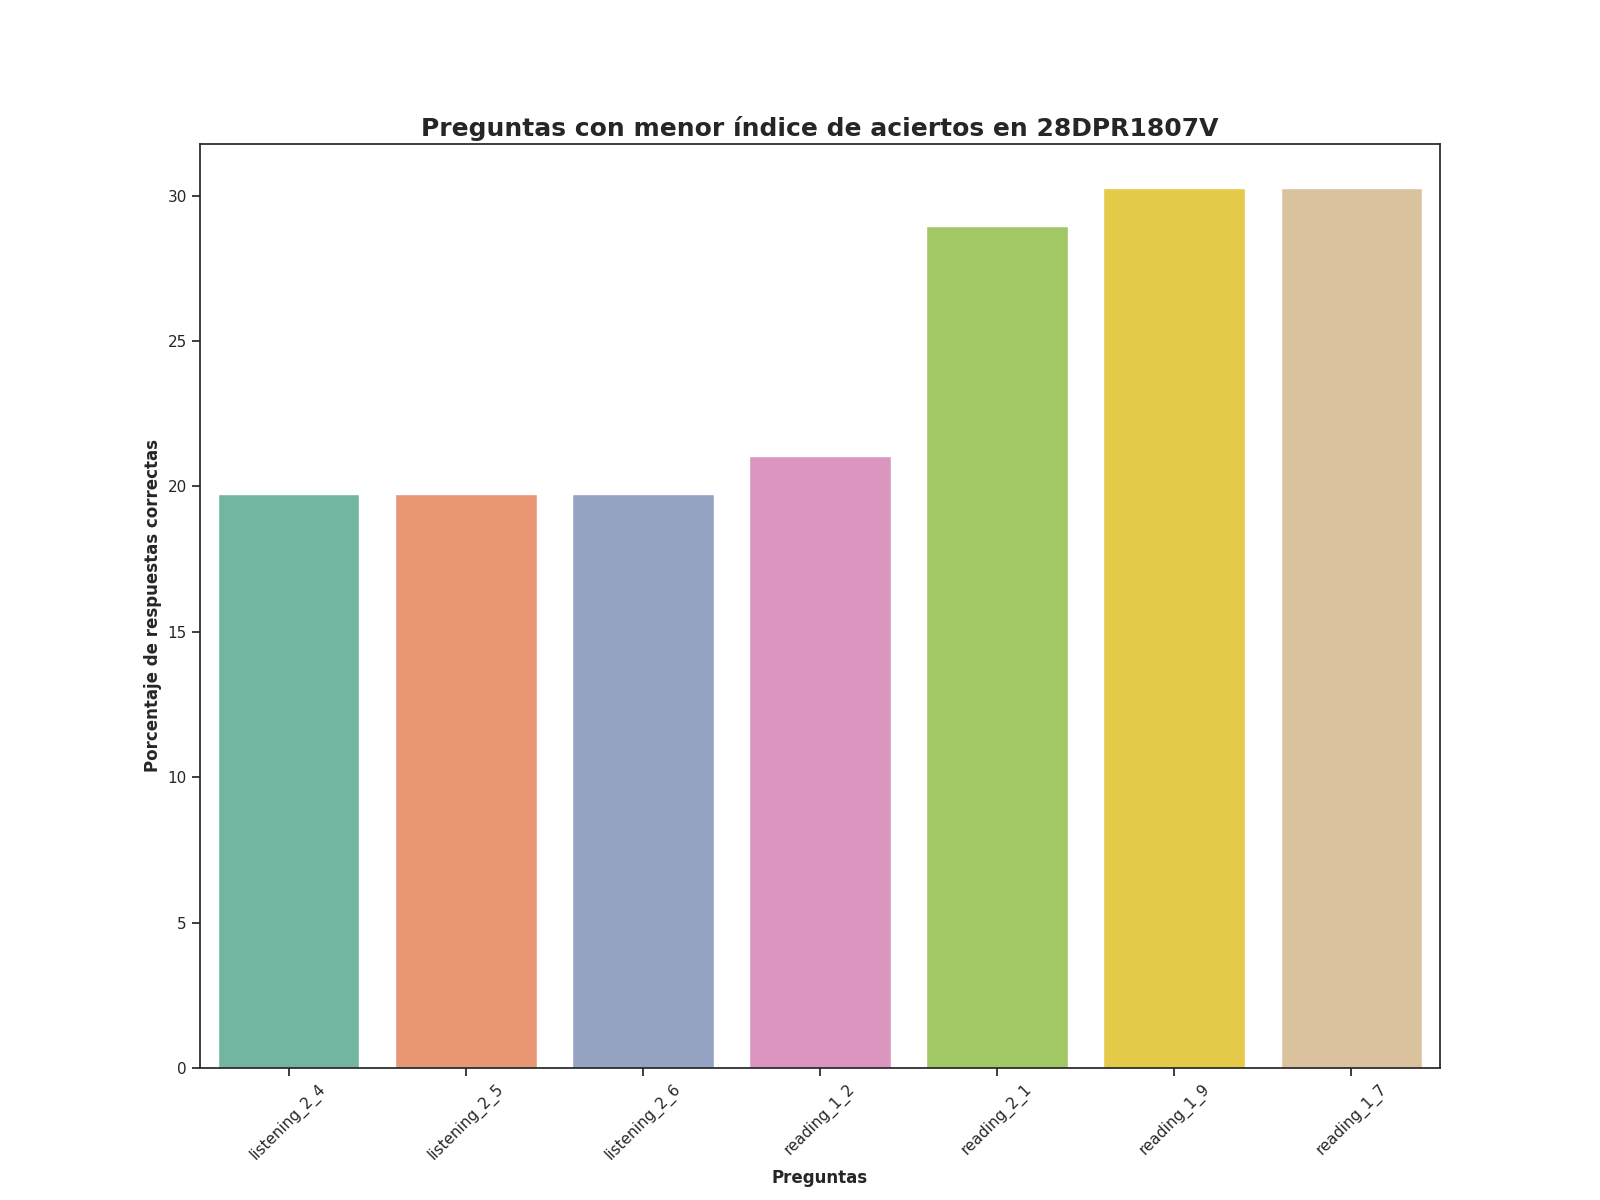 Preguntas con menor índice de aciertos en 28DPR1807V
Porcentaje de respuestas correctas
30
25
20
15
10
5
0
listening_2_4
listening_2_5
listening_2_6
reading_1_2
reading_2_1
reading_1_9
reading_1_7
Preguntas